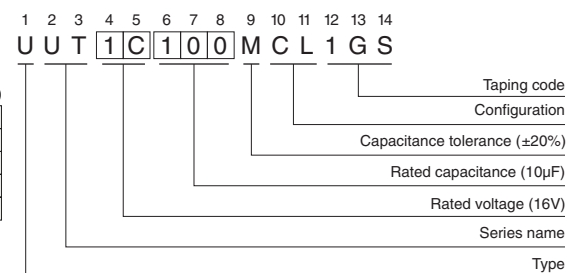 1 2 3 4 5 6 7 8 9 10 11 12 13 14
U U T 1 C 1 0 0 M C L 1 G S
Taping code
Configuration
Capacitance tolerance (±20%)
Rated capacitance (10µF)
Rated voltage (16V)
Series name
Type